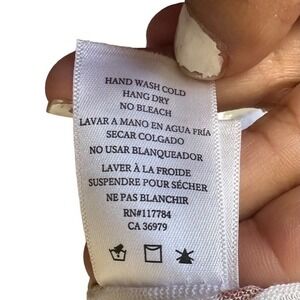 HAND WASH COLD
HANG DRY
NO BLEACH
LAVAR A MANO EN AGUA FRÍA
SECAR COLGADO
NO USAR BLANQUEADOR
LAVER À LA FROIDE
SUSPENDRE POUR SÉCHER
NE PAS BLANCHIR
RN#117784
CA 36979